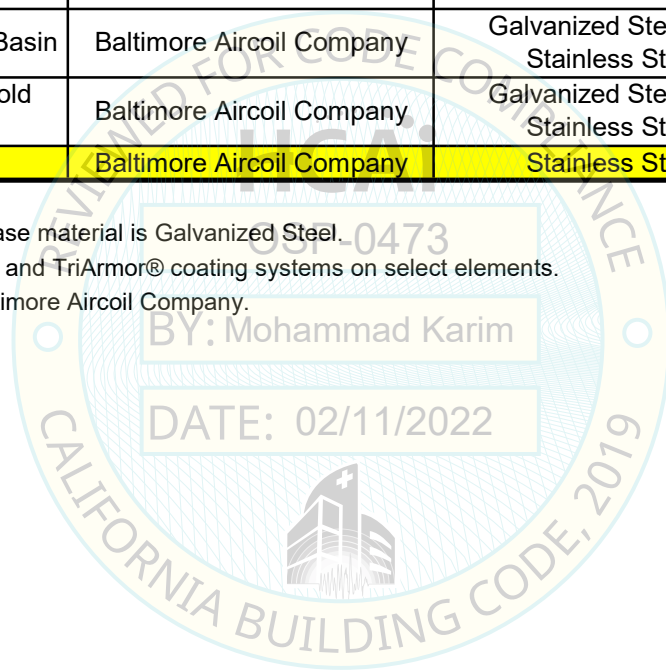 Basin Baltimore Aircoil Company Galvanized Ste
Stainless St
old Baltimore Aircoil Company Galvanized Ste
Stainless St
Baltimore Aircoil Company Stainless St
ase material is Galvanized Steel.
and TriArmor® coating systems on select elements.
timore Aircoil Company.
REVIEWED FOR CODE COMPLIANCE
HCAi
OSP-0473
BY: Mohammad Karim
DATE: 02/11/2022
CALIFORNIA BUILDING CODE, 2019